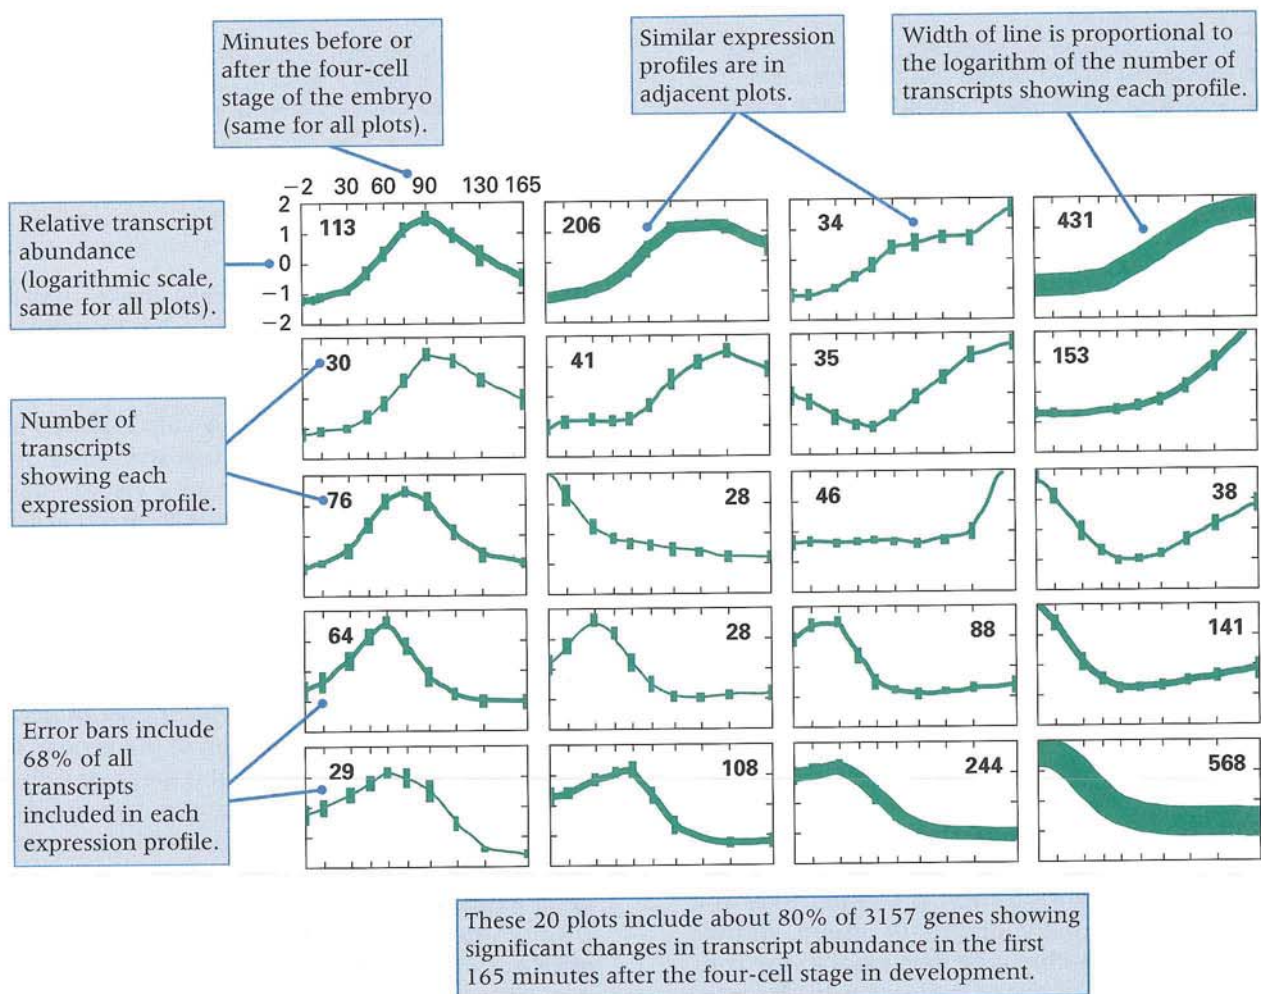 Minutes before or
after the four-cell
stage of the embryo
(same for all plots).
Similar expression
profiles are in
adjacent plots.
Width of line is proportional to
the logarithm of the number of
transcripts showing each profile.
−2 30 60 90 130 165
Relative transcript
abundance
(logarithmic scale,
same for all plots).
2
1
0
−1
−2
113 206 34 431
30 41 35 153
Number of
transcripts
showing each
expression profile.
76 28 46 38
64 28 88 141
Error bars include
68% of all
transcripts
included in each
expression profile.
29 108 244 568
These 20 plots include about 80% of 3157 genes showing
significant changes in transcript abundance in the first
165 minutes after the four-cell stage in development.